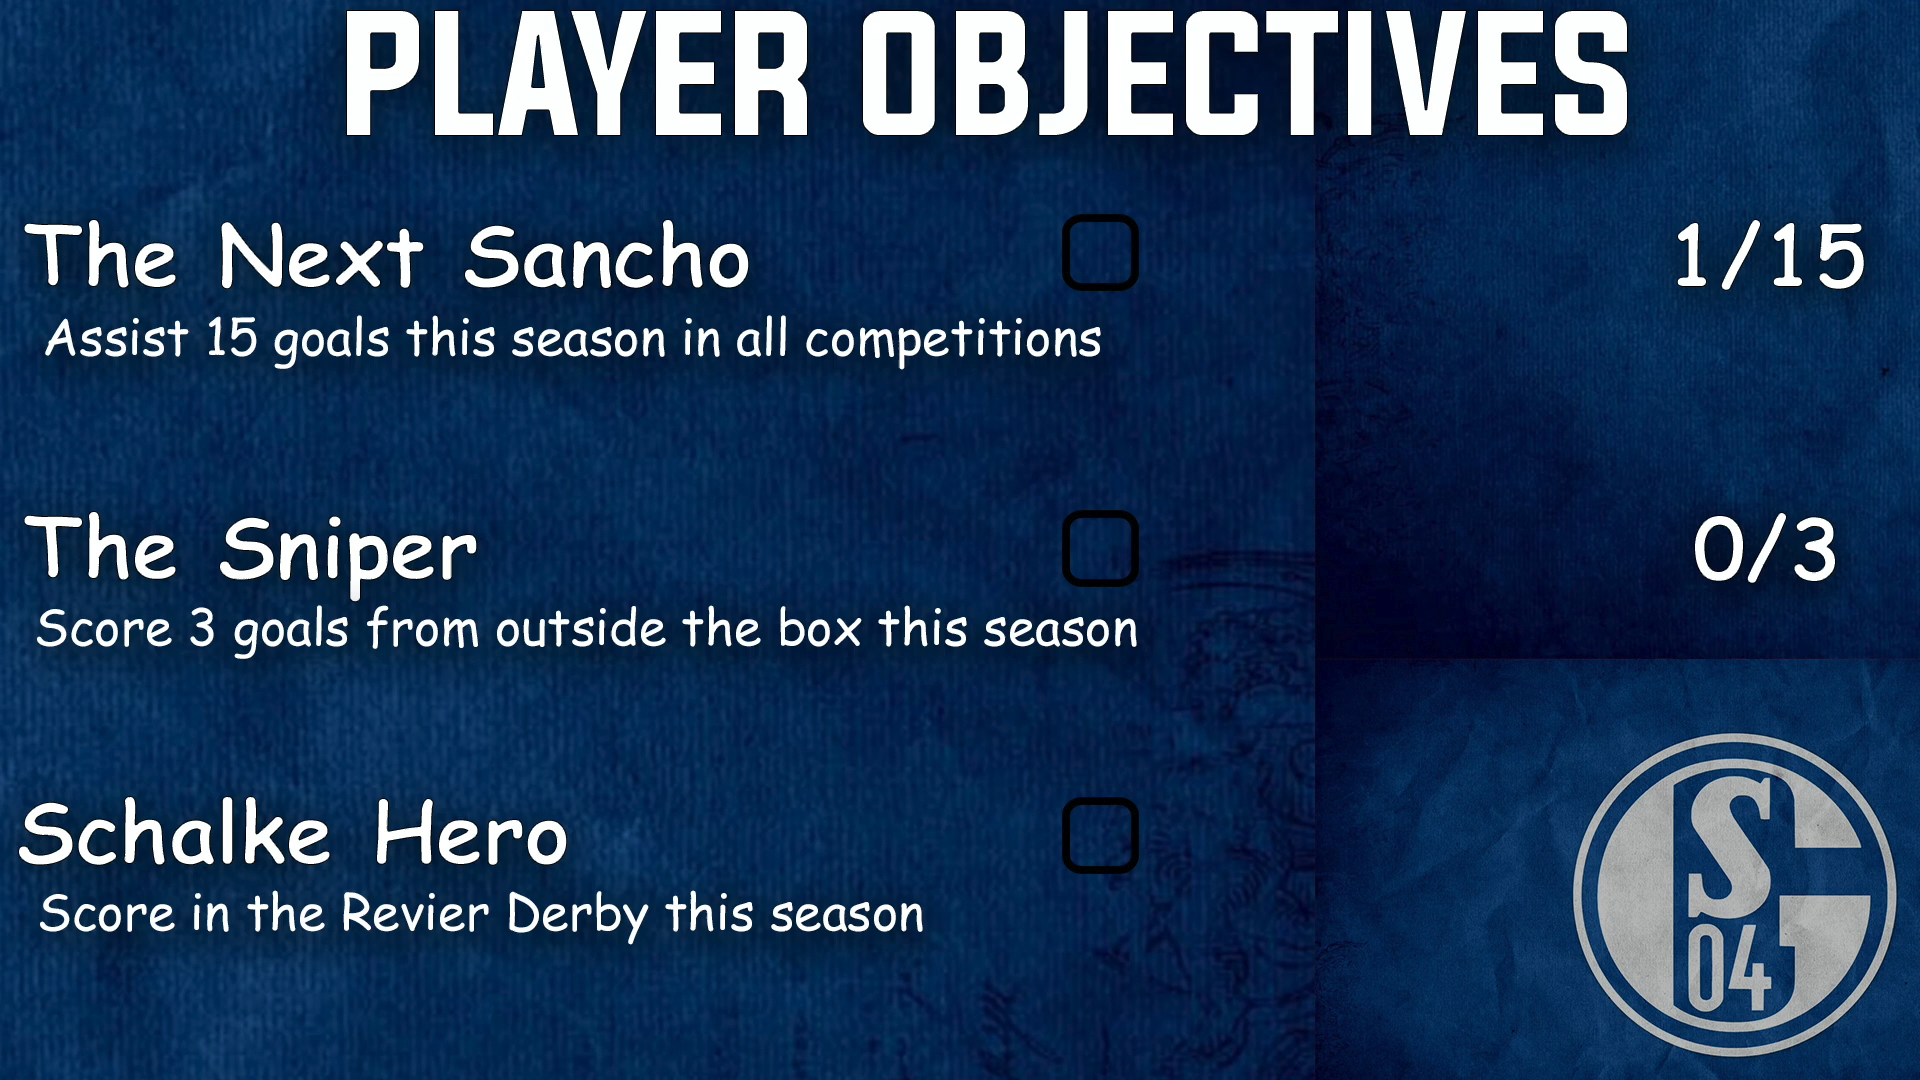 PLAYER OBJECTIVES
The Next Sancho 1/15
Assist 15 goals this season in all competitions
The Sniper 0/3
Score 3 goals from outside the box this season
Schalke Hero
Score in the Revier Derby this season
S
G
04